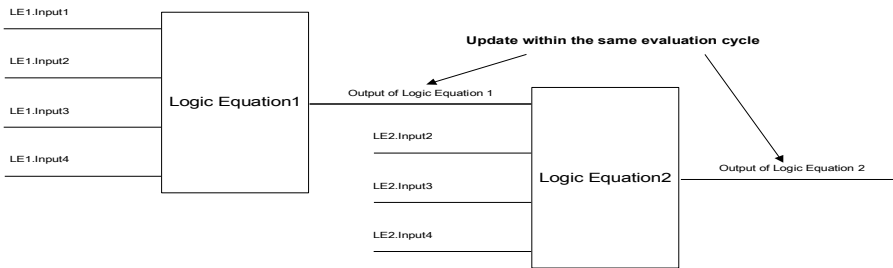 LE1.Input1
LE1.Input2
LE1.Input3
LE1.Input4
Logic Equation1
Update within the same evaluation cycle
Output of Logic Equation 1
LE2.Input2
LE2.Input3
LE2.Input4
Logic Equation2
Output of Logic Equation 2